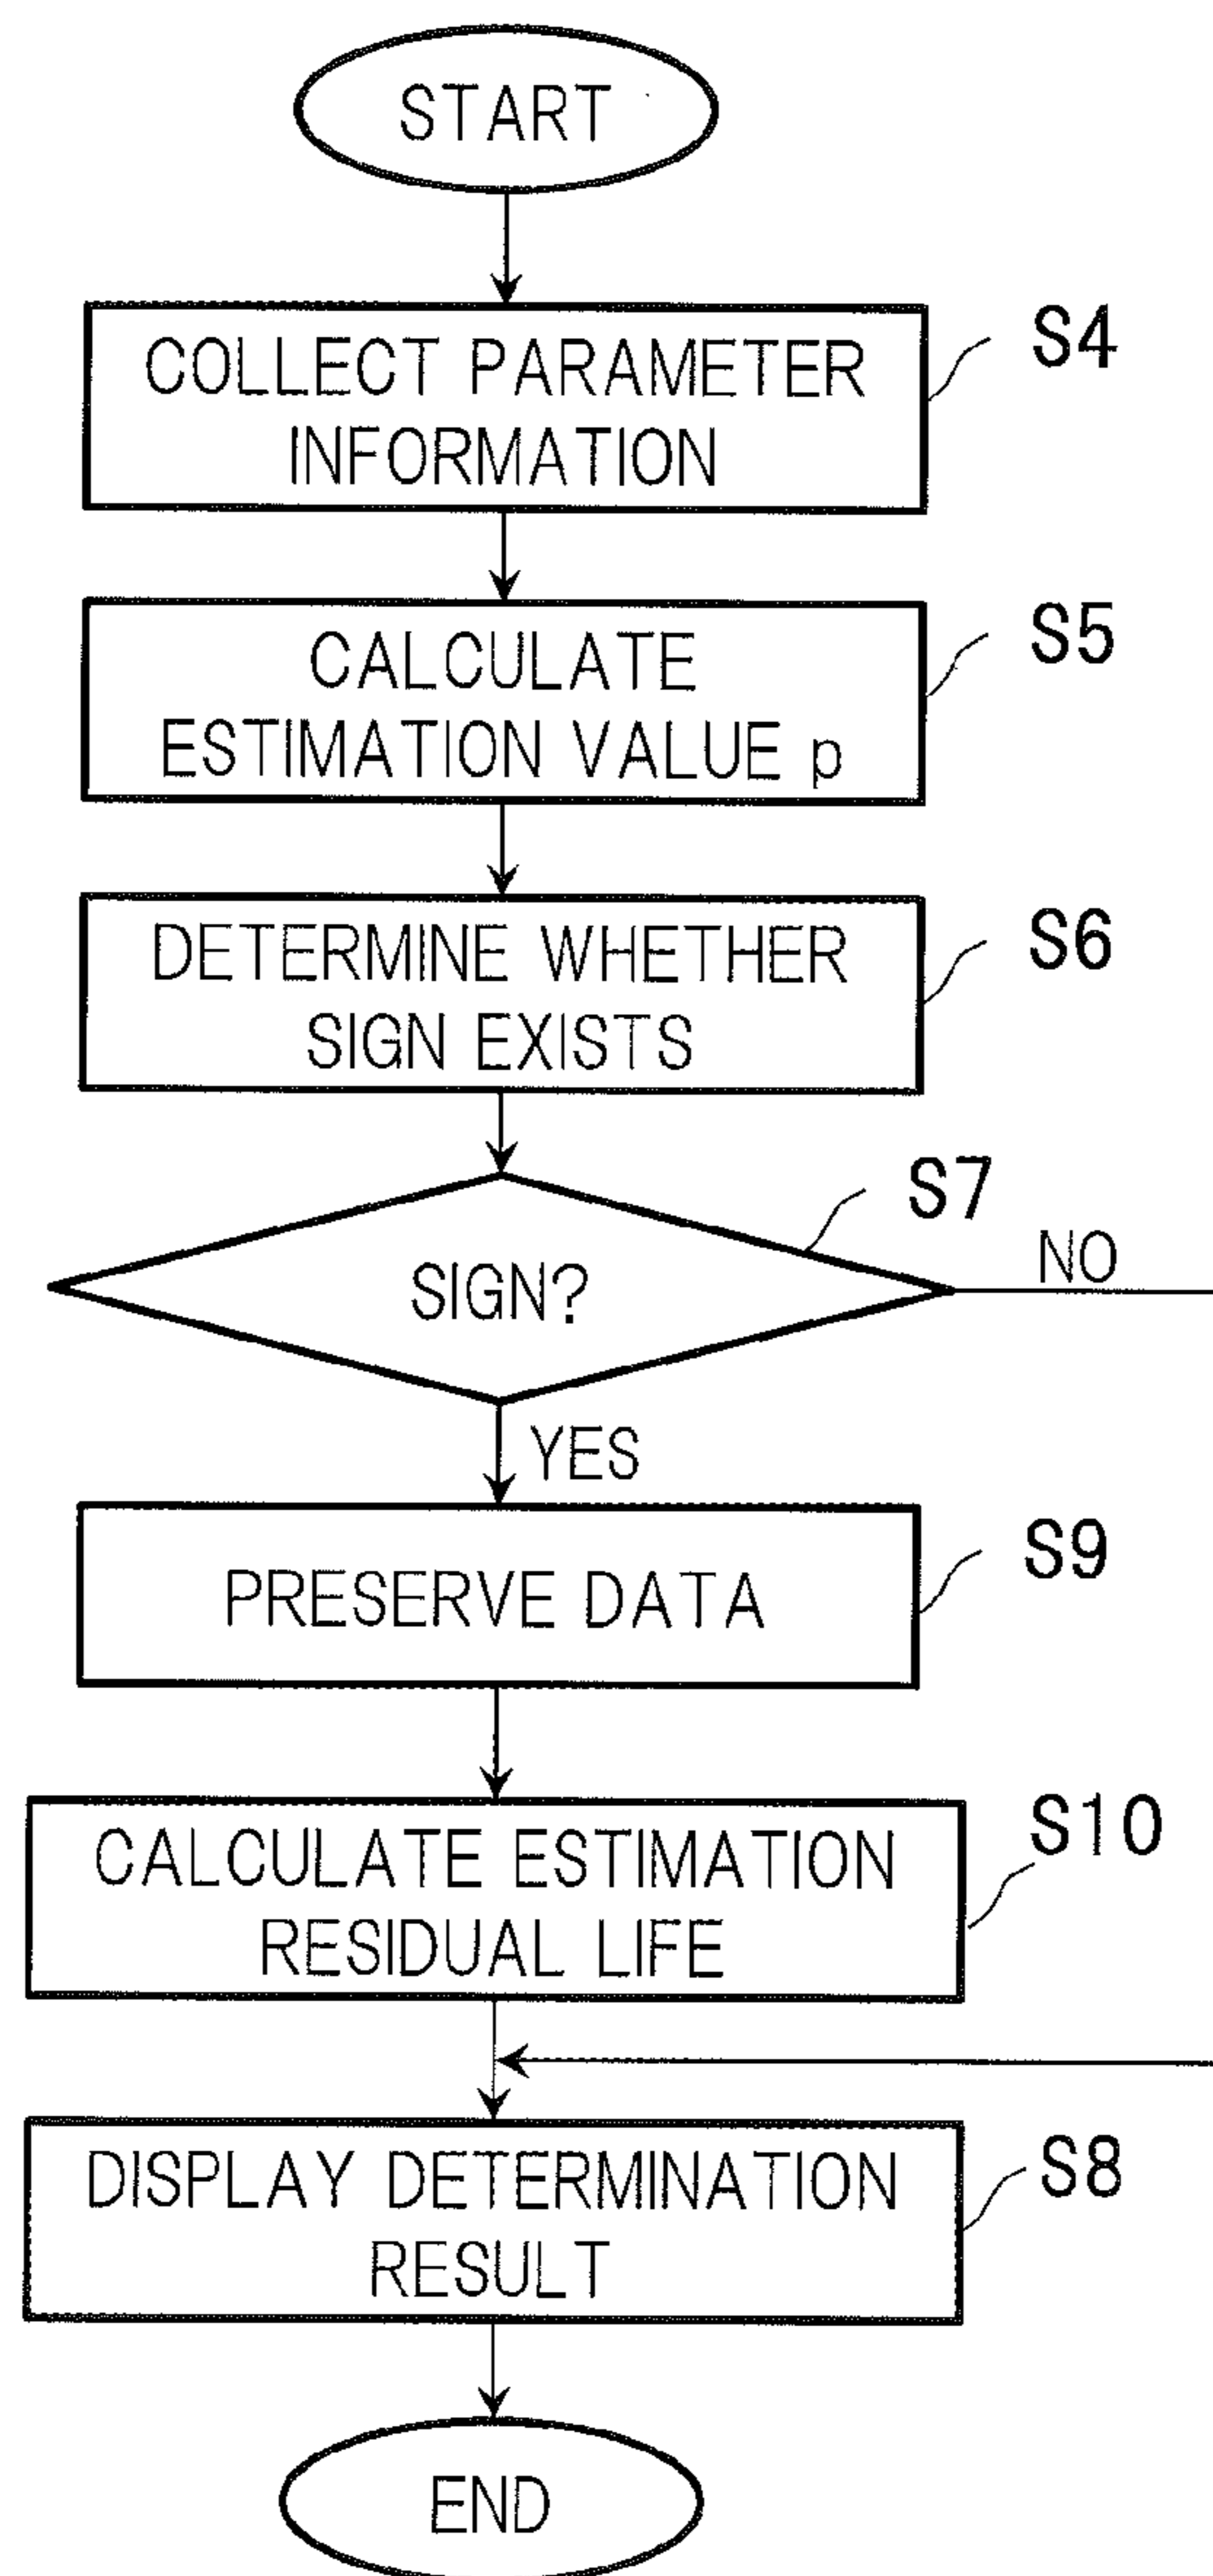 START
COLLECT PARAMETER
INFORMATION
S4
CALCULATE
ESTIMATION VALUE p
S5
DETERMINE WHETHER
SIGN EXISTS
S6
SIGN?
S7
NO
YES
PRESERVE DATA
S9
CALCULATE ESTIMATION
RESIDUAL LIFE
S10
DISPLAY DETERMINATION
RESULT
S8
END